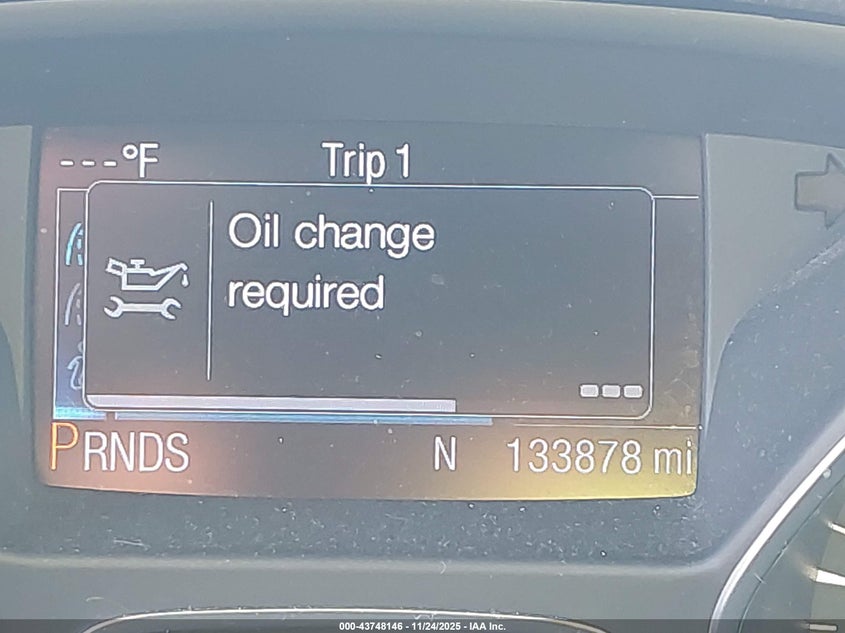 ---°F Trip 1
Oil change
required
PRNDS N 133878 mi
000-43748146 - 11/24/2025 - IAA Inc.